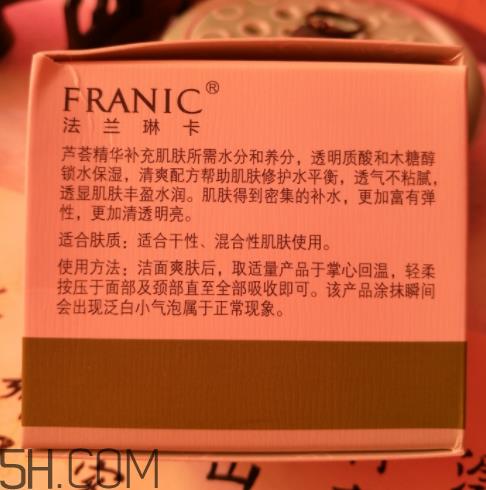 FRANIC®
法兰琳卡
芦荟精华补充肌肤所需水分和养分，透明质酸和木糖醇
锁水保湿，清爽配方帮助肌肤修护水平衡，透气不粘腻，
透显肌肤丰盈水润。肌肤得到密集的补水，更加富有弹
性，更加清透明亮。
适合肤质：适合干性、混合性肌肤使用。
使用方法：洁面爽肤后，取适量产品于掌心回温，轻柔
按压于面部及颈部直至全部吸收即可。该产品涂抹瞬间
会出现泛白小气泡属于正常现象。
5H.COM